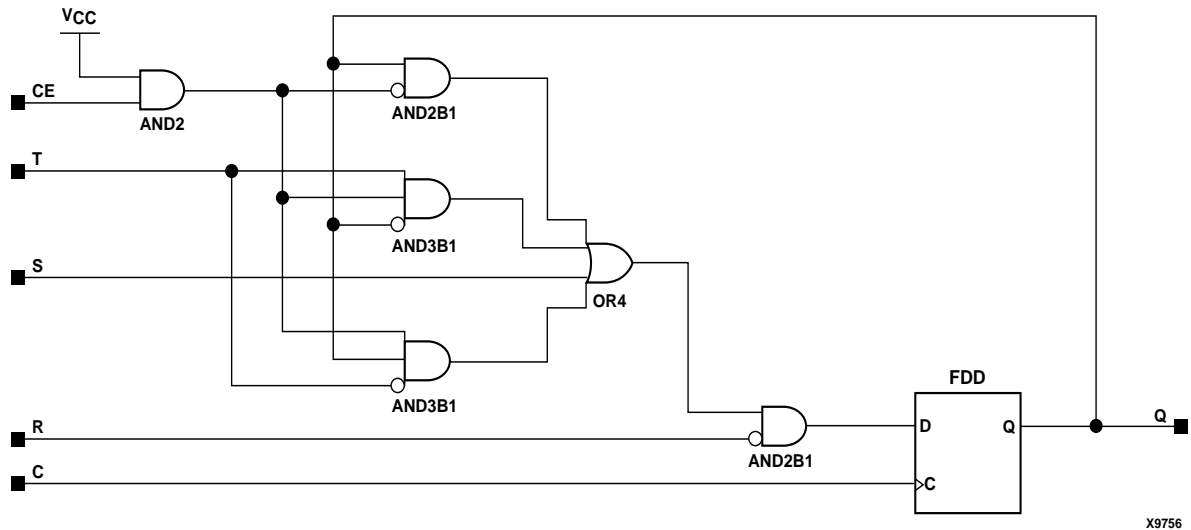 VCC
CE
AND2
AND2B1
T
AND3B1
S
OR4
AND3B1
FDD
R
AND2B1
D
Q
Q
C
C
X9756